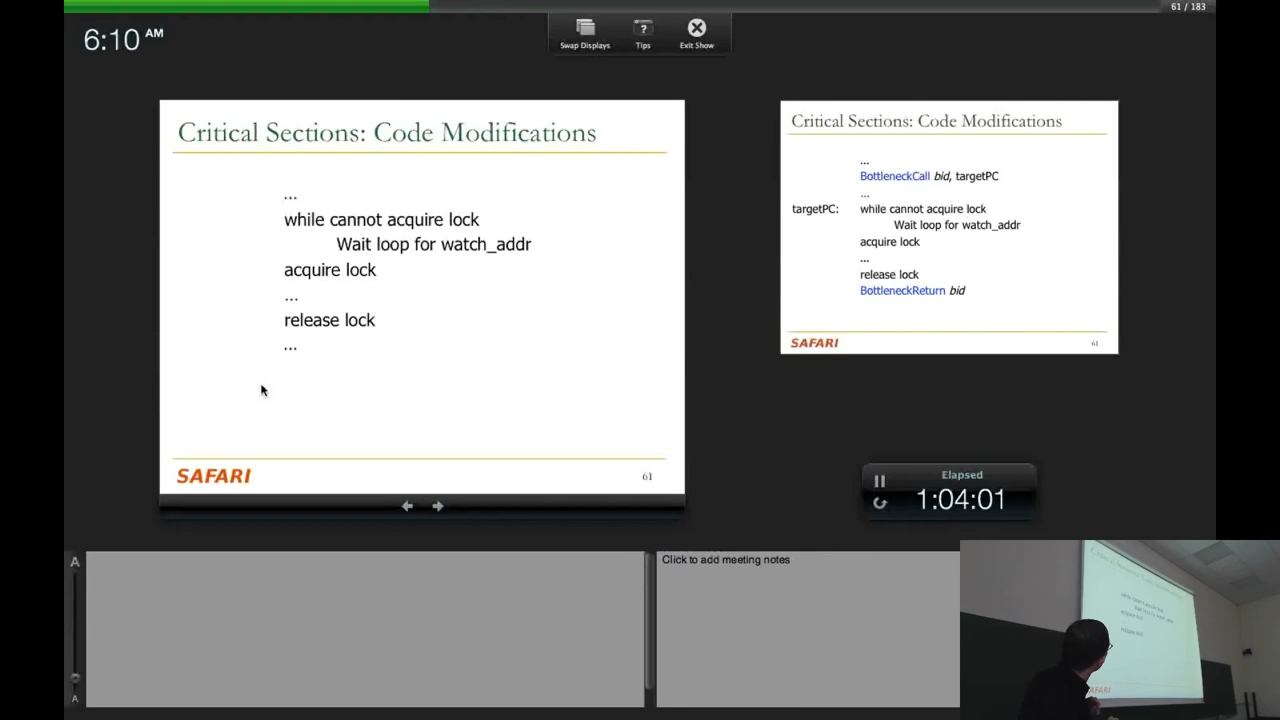 61 / 183
6:10 AM
Swap Displays
Tips
Exit Show
Critical Sections: Code Modifications
...
while cannot acquire lock
Wait loop for watch_addr
acquire lock
...
release lock
...
SAFARI
61
Critical Sections: Code Modifications
...
BottleneckCall bid, targetPC
...
targetPC: while cannot acquire lock
Wait loop for watch_addr
acquire lock
...
release lock
BottleneckReturn bid
SAFARI
61
Elapsed
1:04:01
A
A
Click to add meeting notes